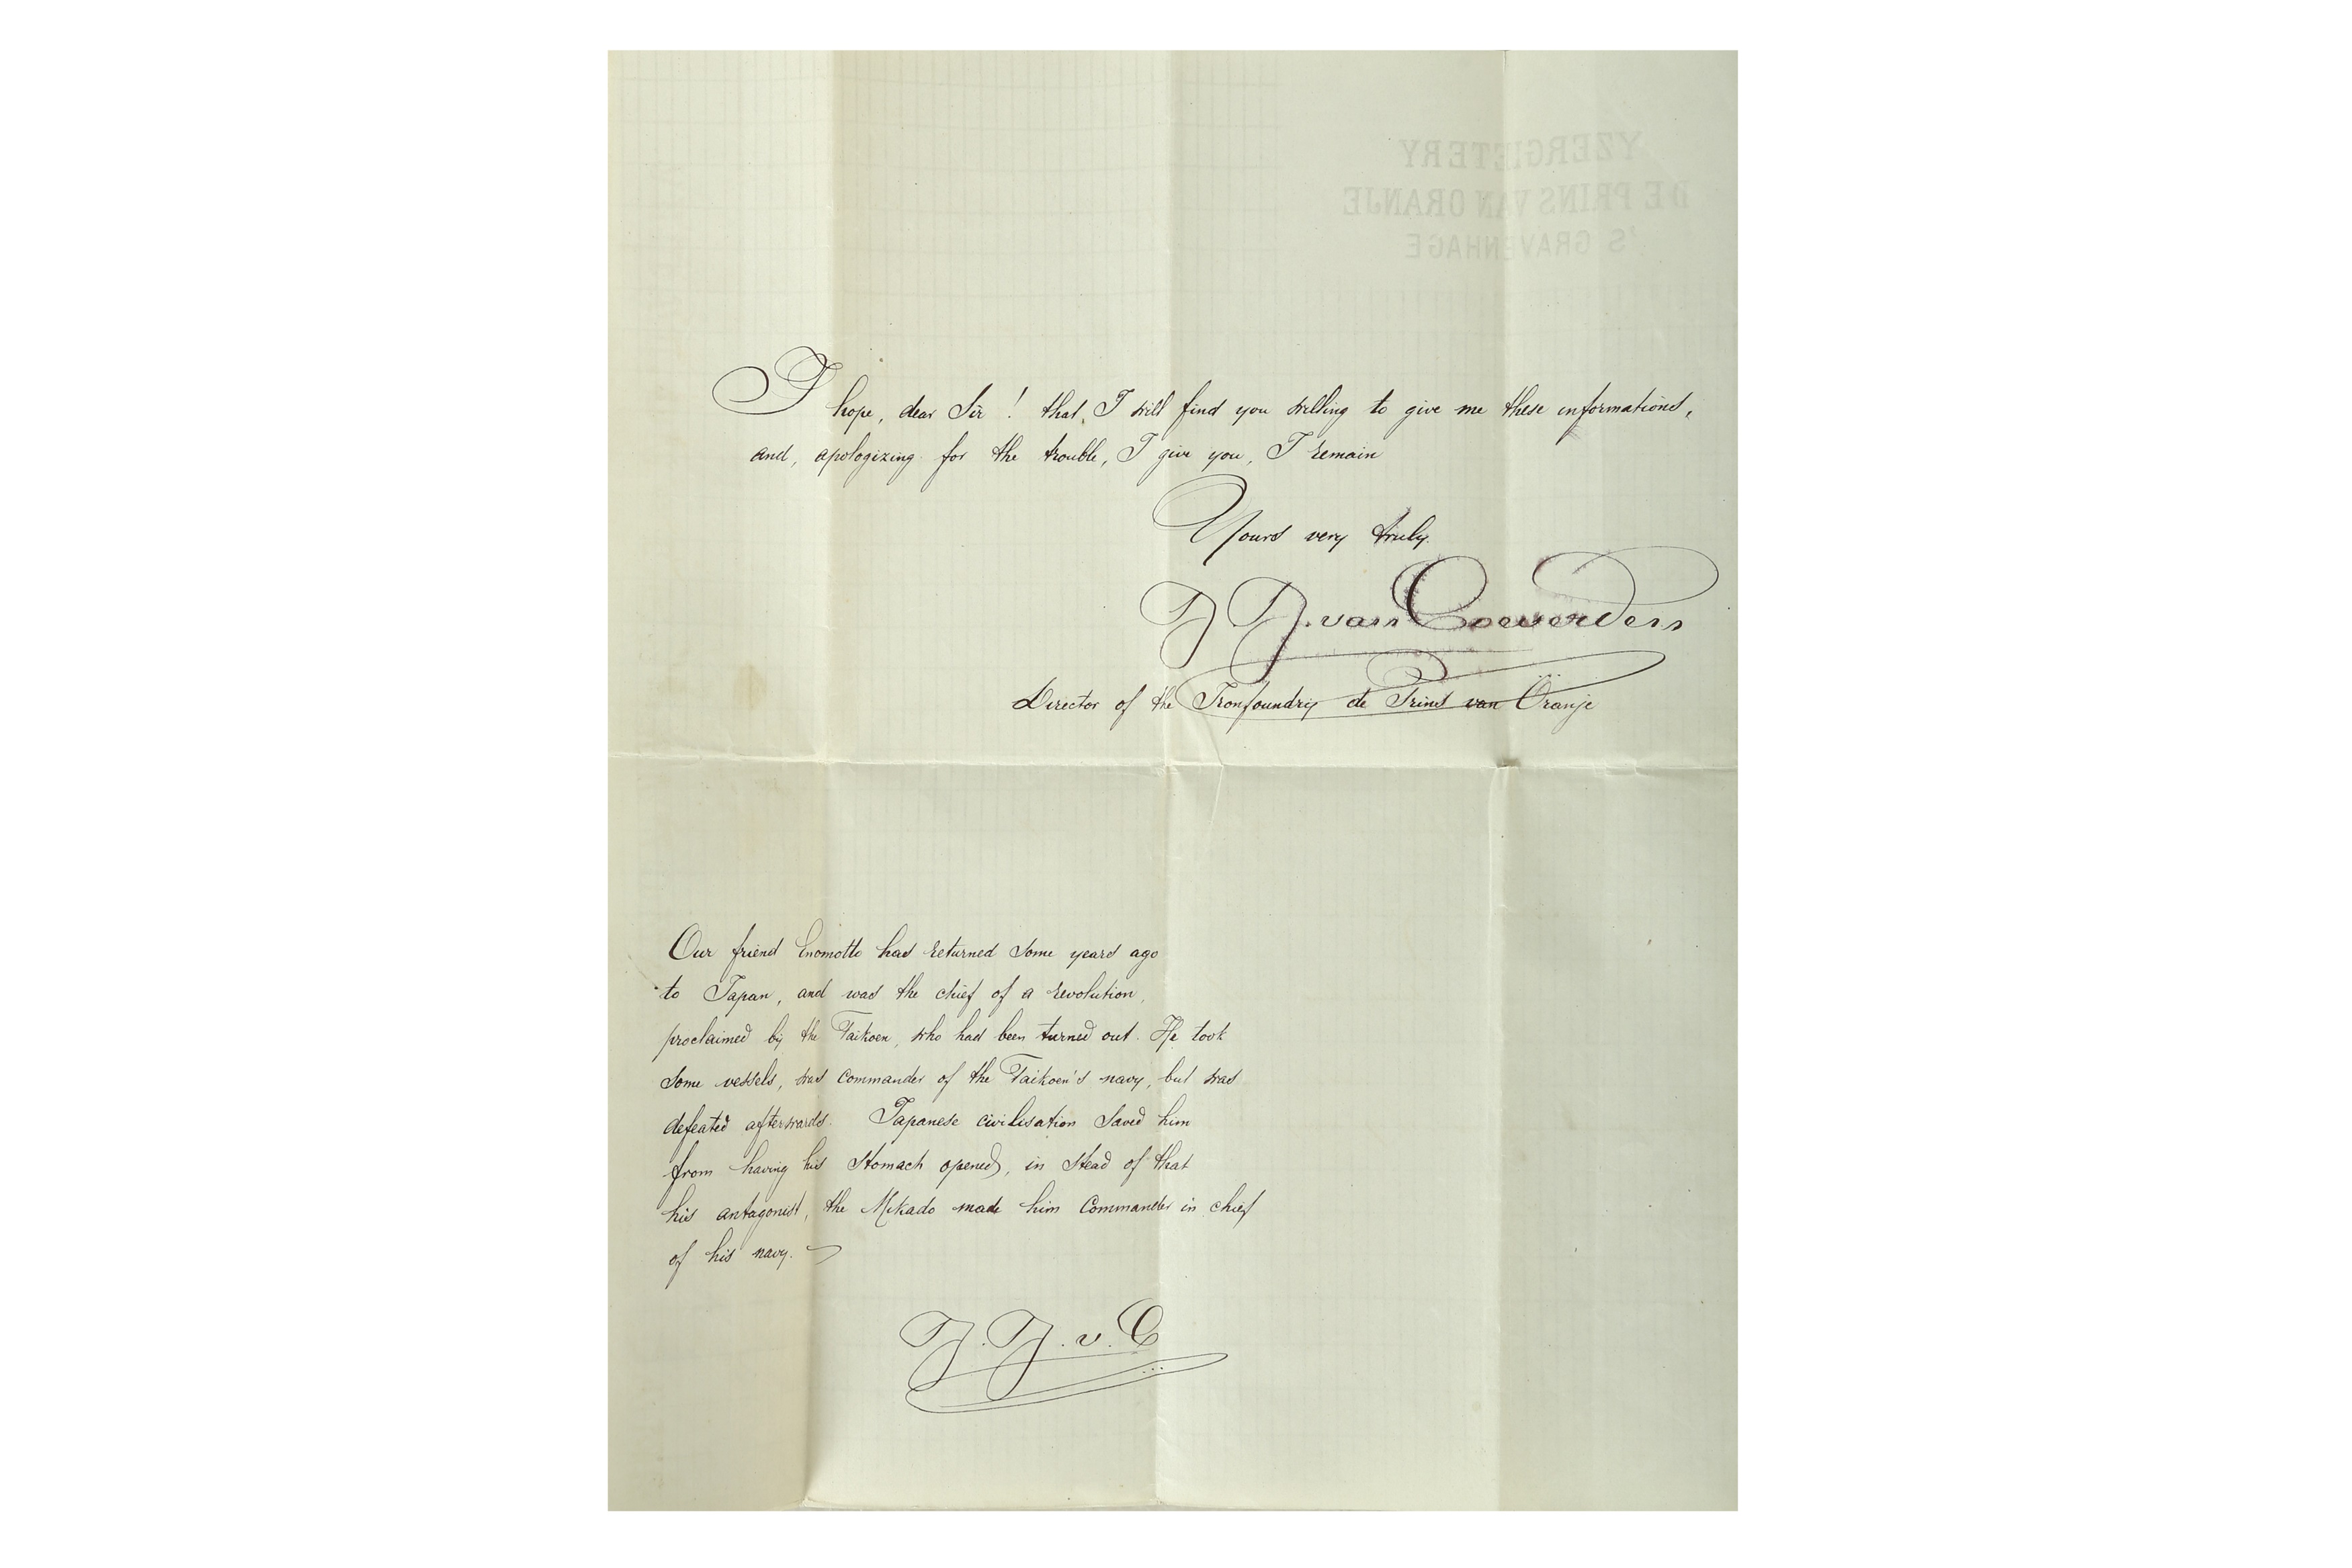 YZERGIETERY
DE PRINS VAN ORANJE
'S GRAVENHAGE
I hope, dear Sir! that, I will find you willing to give me these informations,
and, apologizing for the trouble, I give you, I remain
Yours very truly.
J J. van Coeverden
Director of the Ironfoundry de Prins van Oranje
Our friend Enomotto had returned some years ago
to Japan, and was the chief of a revolution,
proclaimed by the Taikoen, who had been turned out. He took
some vessels, was commander of the Taikoen's navy, but was
defeated afterwards. Japanese civilisation saved him
from having his stomach opened, in stead of that
his antagonist, the Mikado made him Commander in chief
of his navy.
J. J. v. C